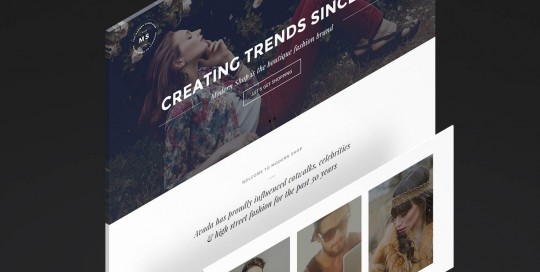 MS
CREATING TRENDS SINCE
Modern Shop is the boutique fashion brand
LET'S GET SHOPPING
WELCOME TO MODERN SHOP
Avada has proudly influenced catwalks, celebrities
& high street fashion for the past 30 years